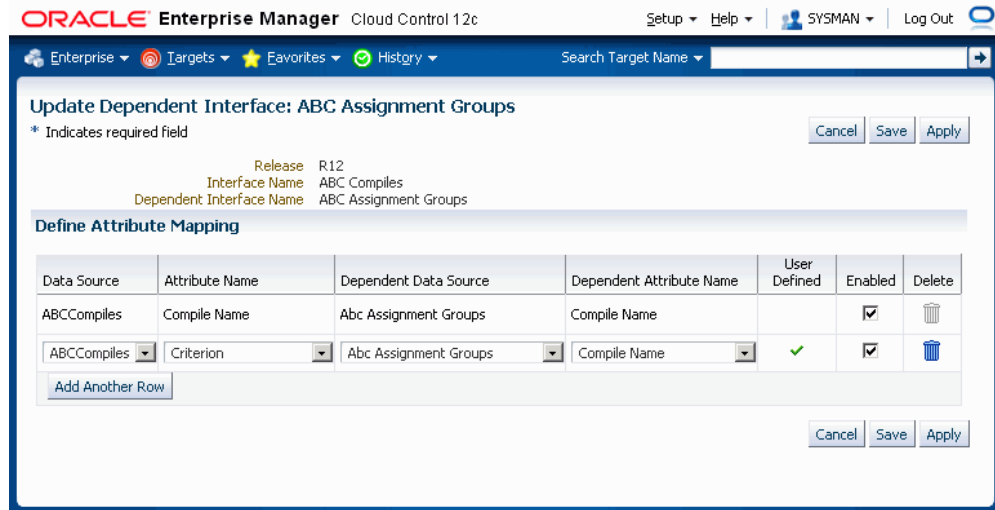 ORACLE Enterprise Manager Cloud Control 12c Setup Help SYSMAN Log Out
Enterprise Targets Favorites History Search Target Name
Update Dependent Interface: ABC Assignment Groups
* Indicates required field Cancel Save Apply
Release R12
Interface Name ABC Compiles
Dependent Interface Name ABC Assignment Groups
Define Attribute Mapping
Data Source Attribute Name Dependent Data Source Dependent Attribute Name User Defined Enabled Delete
ABCCompiles Compile Name Abc Assignment Groups Compile Name
ABCCompiles Criterion Abc Assignment Groups Compile Name
Add Another Row
Cancel Save Apply